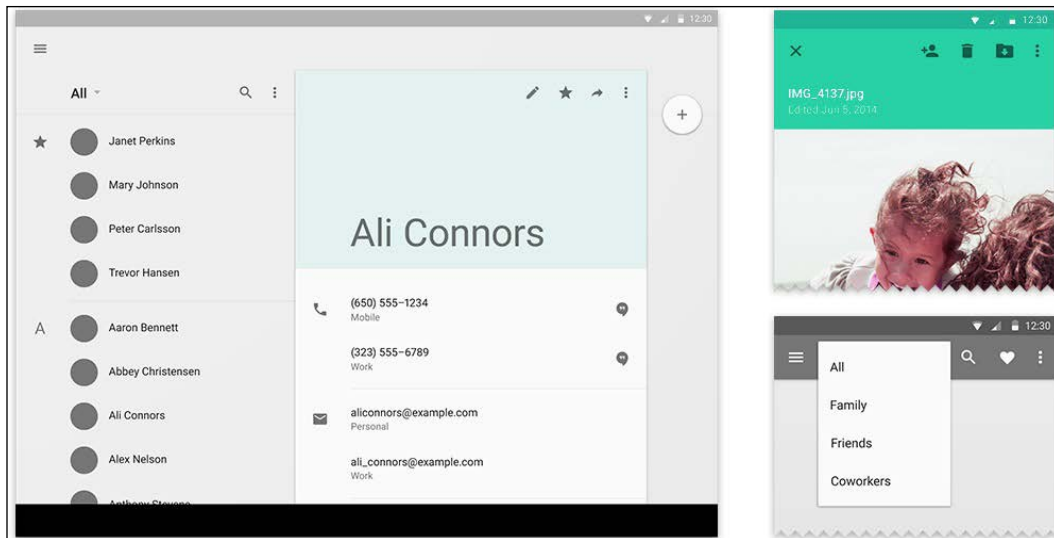 12:30
All
Janet Perkins
Mary Johnson
Peter Carlsson
Trevor Hansen
A
Aaron Bennett
Abbey Christensen
Ali Connors
Alex Nelson
Anthony Stevens
Ali Connors
(650) 555-1234
Mobile
(323) 555-6789
Work
aliconnors@example.com
Personal
ali_connors@example.com
Work
12:30
IMG_4137.jpg
Edited Jun 5, 2014
12:30
All
Family
Friends
Coworkers